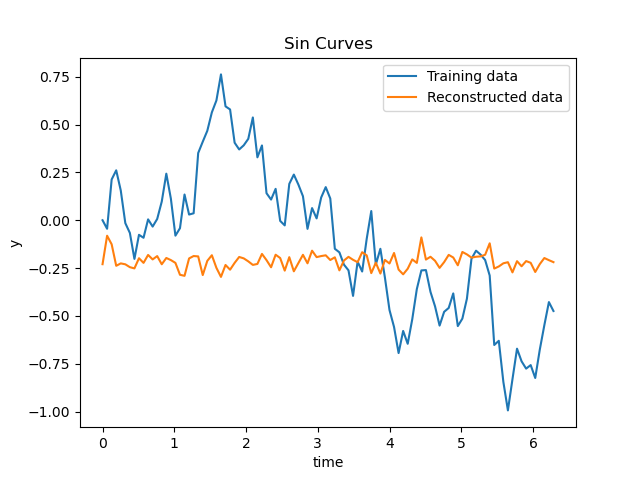 Sin Curves
Training data
Reconstructed data
y
0.75
0.50
0.25
0.00
−0.25
−0.50
−0.75
−1.00
0 1 2 3 4 5 6
time